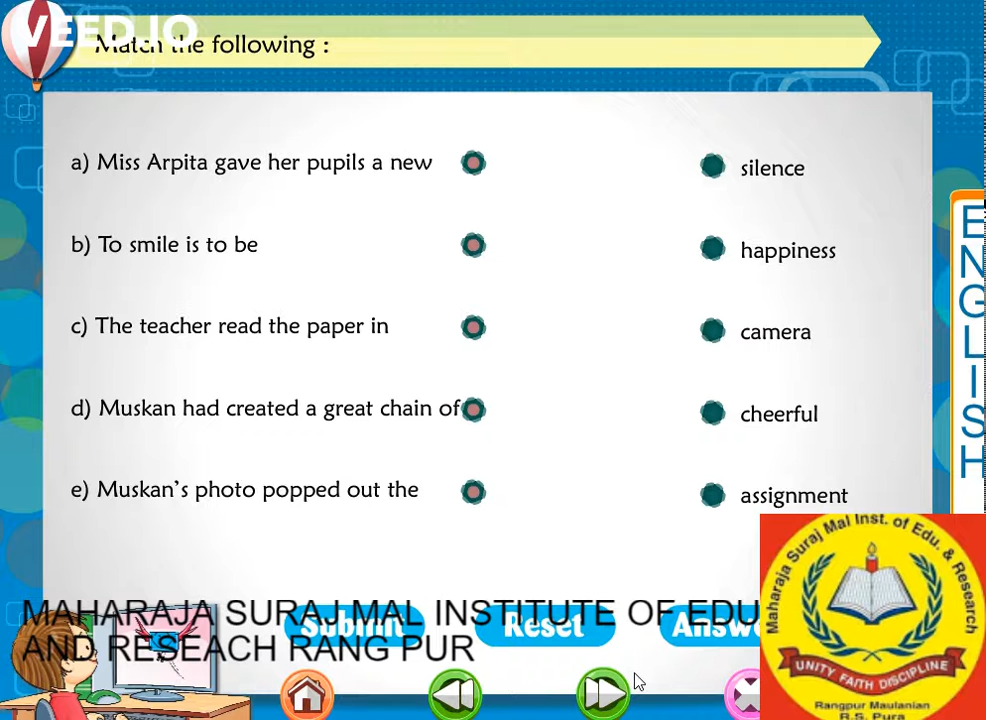 VEED.IO
Match the following :
a) Miss Arpita gave her pupils a new
silence
b) To smile is to be
happiness
c) The teacher read the paper in
camera
d) Muskan had created a great chain of
cheerful
e) Muskan's photo popped out the
assignment
ENGLISH
MAHARAJA SURAJ MAL INSTITUTE OF EDU
AND RESEACH RANG PUR
Submit
Reset
Maharaja Suraj Mal Inst. of Edu. & Research
UNITY FAITH DISCIPLINE
Rangpur Maulanian
R.S. Pura